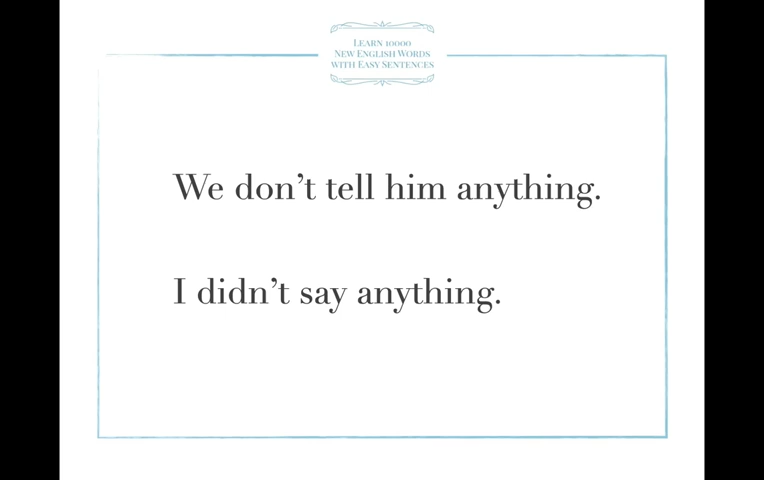 LEARN 10000
NEW ENGLISH WORDS
WITH EASY SENTENCES
We don’t tell him anything.
I didn’t say anything.